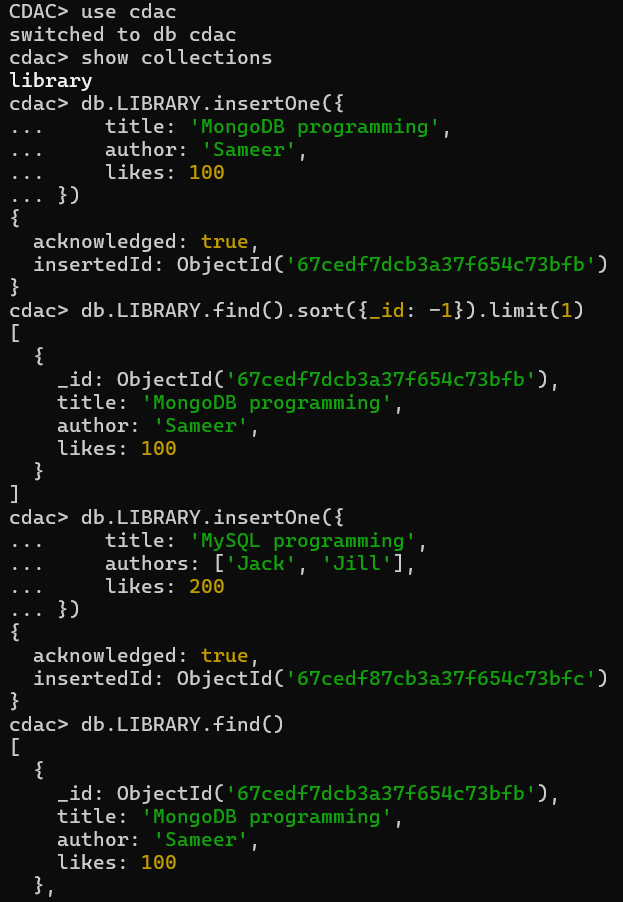 CDAC> use cdac
switched to db cdac
cdac> show collections
library
cdac> db.LIBRARY.insertOne({
...     title: 'MongoDB programming',
...     author: 'Sameer',
...     likes: 100
... })
{
  acknowledged: true,
  insertedId: ObjectId('67cedf7dcb3a37f654c73bfb')
}
cdac> db.LIBRARY.find().sort({_id: -1}).limit(1)
[
  {
    _id: ObjectId('67cedf7dcb3a37f654c73bfb'),
    title: 'MongoDB programming',
    author: 'Sameer',
    likes: 100
  }
]
cdac> db.LIBRARY.insertOne({
...     title: 'MySQL programming',
...     authors: ['Jack', 'Jill'],
...     likes: 200
... })
{
  acknowledged: true,
  insertedId: ObjectId('67cedf87cb3a37f654c73bfc')
}
cdac> db.LIBRARY.find()
[
  {
    _id: ObjectId('67cedf7dcb3a37f654c73bfb'),
    title: 'MongoDB programming',
    author: 'Sameer',
    likes: 100
  },